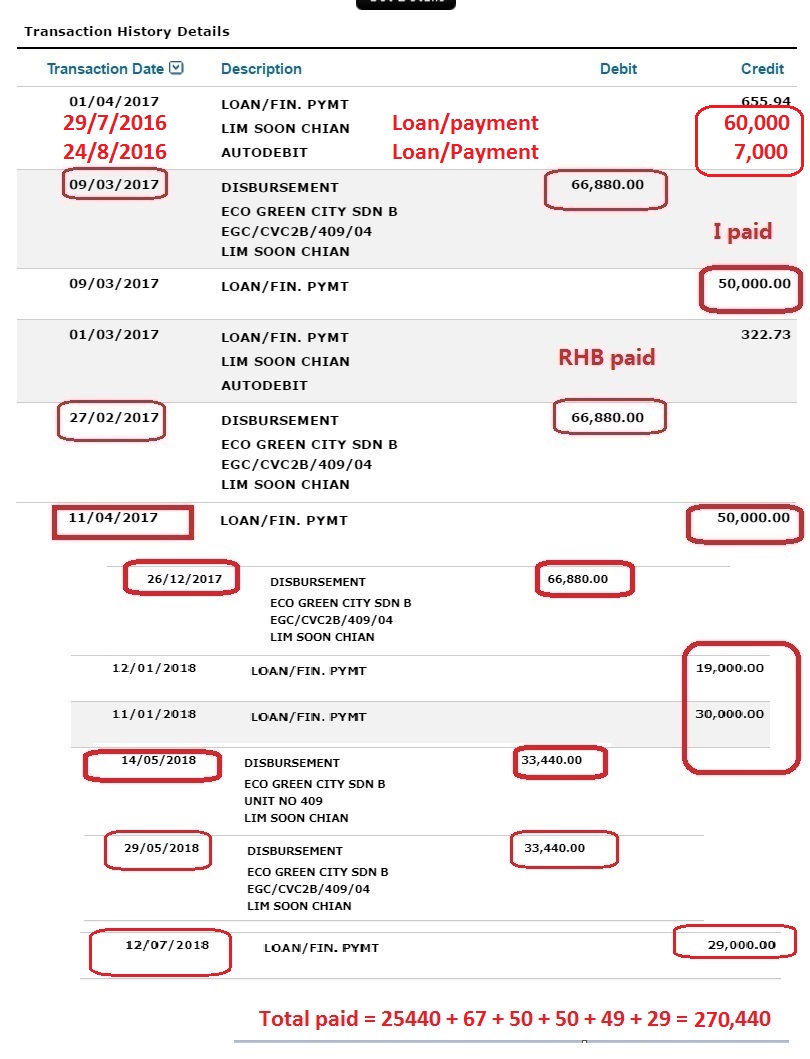 Transaction History Details
Transaction Date Description Debit Credit
01/04/2017 LOAN/FIN. PYMT 655.94
29/7/2016 LIM SOON CHIAN Loan/payment 60,000
24/8/2016 AUTODEBIT Loan/Payment 7,000
09/03/2017 DISBURSEMENT 66,880.00
ECO GREEN CITY SDN B
EGC/CVC2B/409/04 I paid
LIM SOON CHIAN
09/03/2017 LOAN/FIN. PYMT 50,000.00
01/03/2017 LOAN/FIN. PYMT 322.73
LIM SOON CHIAN RHB paid
AUTODEBIT
27/02/2017 DISBURSEMENT 66,880.00
ECO GREEN CITY SDN B
EGC/CVC2B/409/04
LIM SOON CHIAN
11/04/2017 LOAN/FIN. PYMT 50,000.00
26/12/2017 DISBURSEMENT 66,880.00
ECO GREEN CITY SDN B
EGC/CVC2B/409/04
LIM SOON CHIAN
12/01/2018 LOAN/FIN. PYMT 19,000.00
11/01/2018 LOAN/FIN. PYMT 30,000.00
14/05/2018 DISBURSEMENT 33,440.00
ECO GREEN CITY SDN B
UNIT NO 409
LIM SOON CHIAN
29/05/2018 DISBURSEMENT 33,440.00
ECO GREEN CITY SDN B
EGC/CVC2B/409/04
LIM SOON CHIAN
12/07/2018 LOAN/FIN. PYMT 29,000.00
Total paid = 25440 + 67 + 50 + 50 + 49 + 29 = 270,440